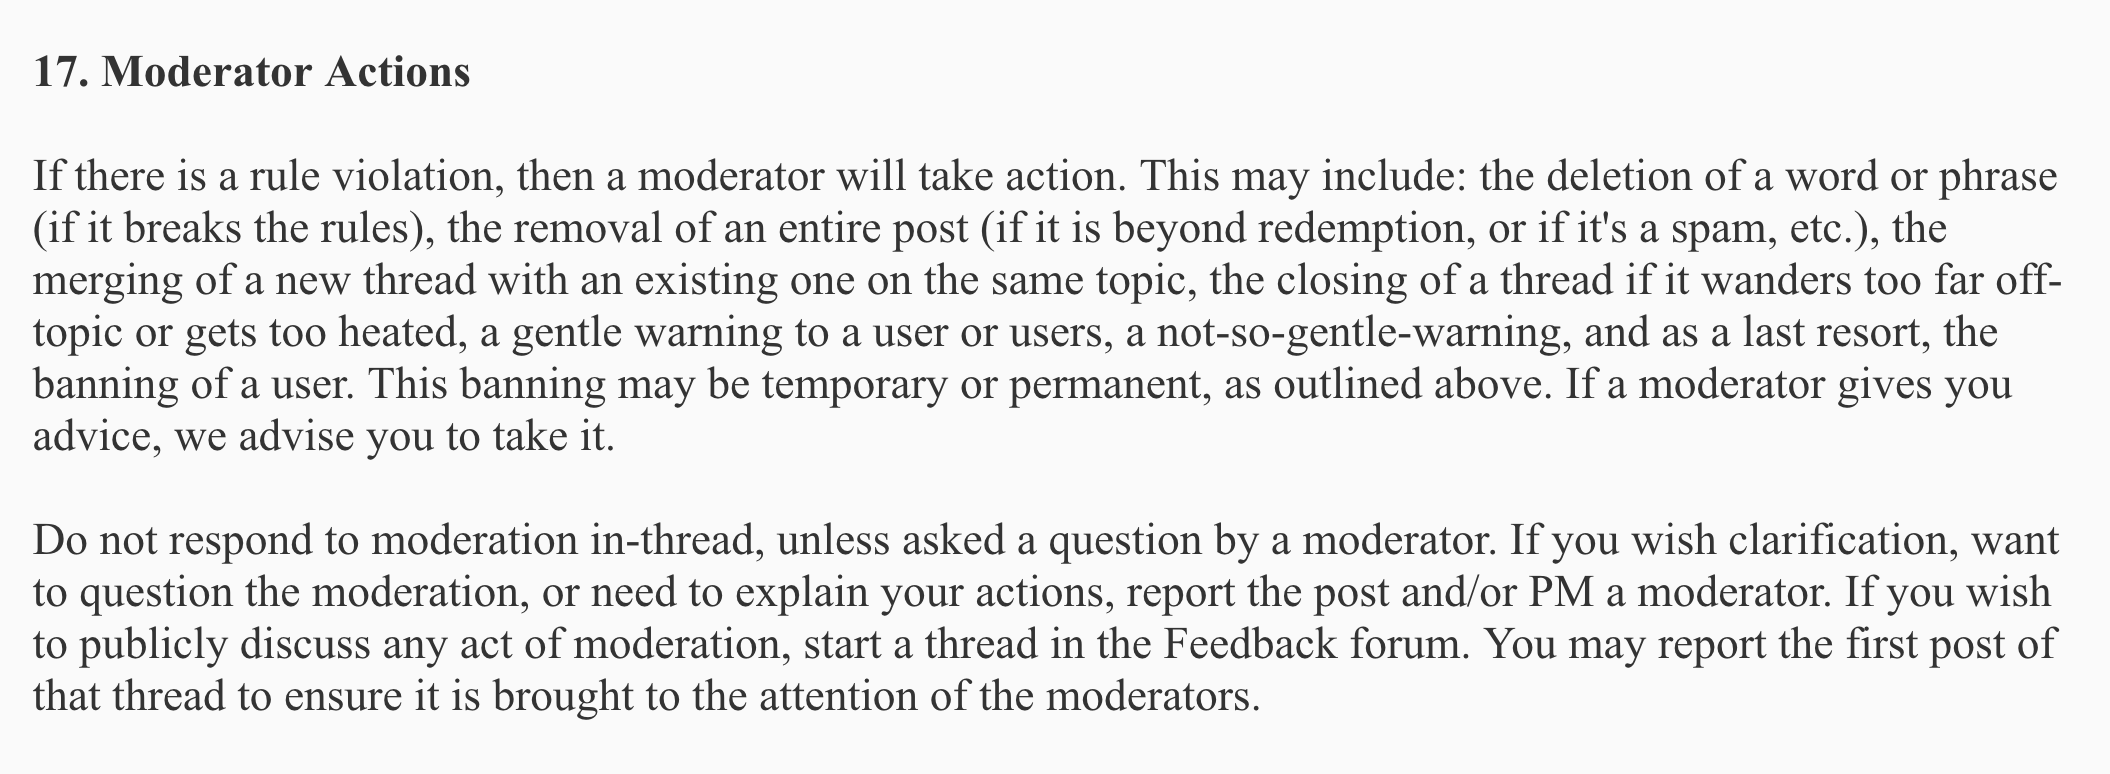 17. Moderator Actions
If there is a rule violation, then a moderator will take action. This may include: the deletion of a word or phrase
(if it breaks the rules), the removal of an entire post (if it is beyond redemption, or if it's a spam, etc.), the
merging of a new thread with an existing one on the same topic, the closing of a thread if it wanders too far off-
topic or gets too heated, a gentle warning to a user or users, a not-so-gentle-warning, and as a last resort, the
banning of a user. This banning may be temporary or permanent, as outlined above. If a moderator gives you
advice, we advise you to take it.
Do not respond to moderation in-thread, unless asked a question by a moderator. If you wish clarification, want
to question the moderation, or need to explain your actions, report the post and/or PM a moderator. If you wish
to publicly discuss any act of moderation, start a thread in the Feedback forum. You may report the first post of
that thread to ensure it is brought to the attention of the moderators.